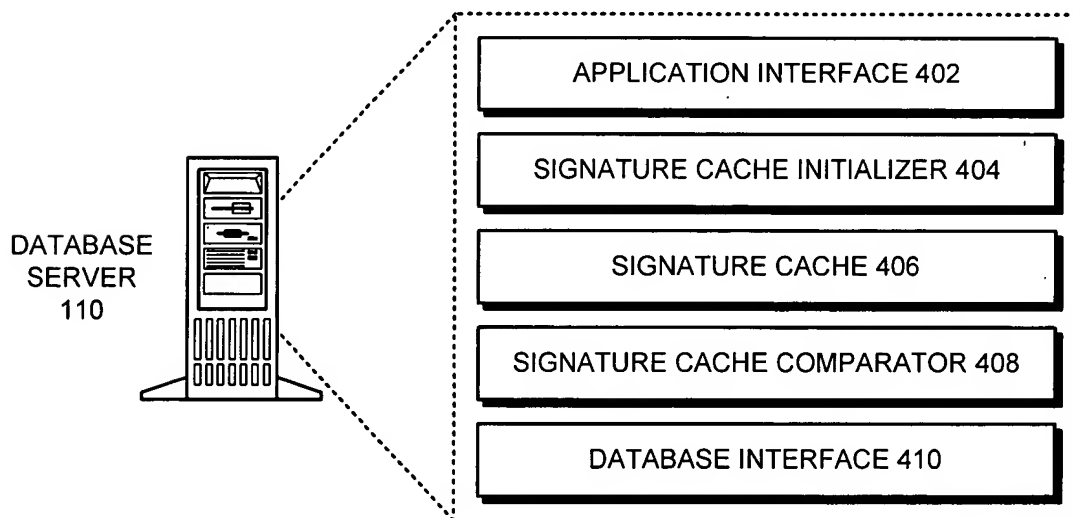 DATABASE
SERVER
110
APPLICATION INTERFACE 402
SIGNATURE CACHE INITIALIZER 404
SIGNATURE CACHE 406
SIGNATURE CACHE COMPARATOR 408
DATABASE INTERFACE 410